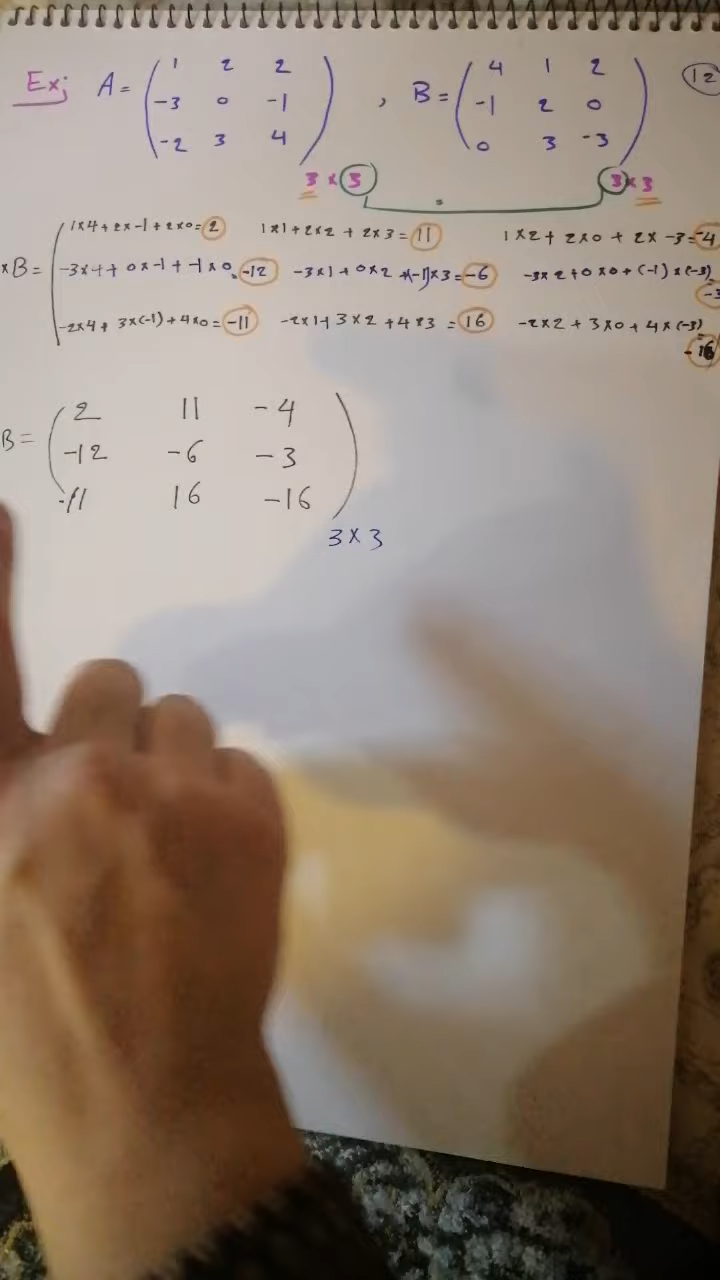 Ex; A = ( 1 2 2 ) , B = ( 4 1 2 ) 12
-3 0 -1 -1 2 0
-2 3 4 0 3 -3
3 × 3 3 × 3
1×4+2×-1+2×0=2 1×1+2×2+2×3=11 1×2+2×0+2×-3=-4
×B= -3×4+0×-1+-1×0=-12 -3×1+0×2+(-1)×3=-6 -3×2+0×0+(-1)×(-3)=-3
-2×4+3×(-1)+4×0=-11 -2×1+3×2+4×3=16 -2×2+3×0+4×(-3)=-16
B = ( 2 11 -4 )
-12 -6 -3
-11 16 -16
3×3